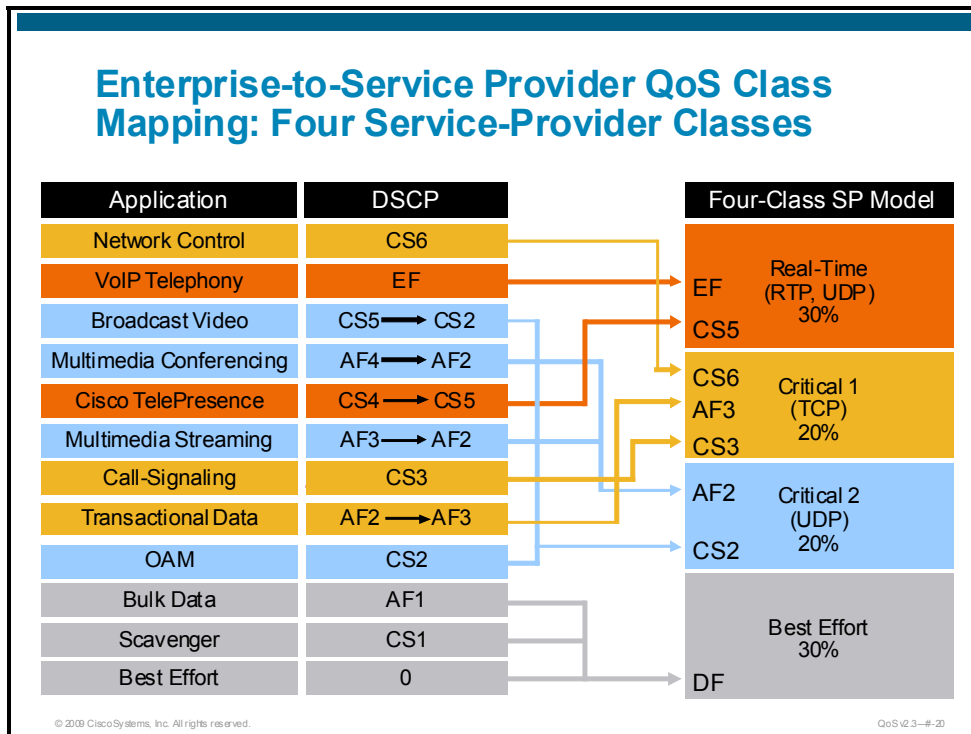 Enterprise-to-Service Provider QoS Class
Mapping: Four Service-Provider Classes
Application DSCP Four-Class SP Model
Network Control CS6
VoIP Telephony EF
Broadcast Video CS5 CS2
Multimedia Conferencing AF4 AF2
Cisco TelePresence CS4 CS5
Multimedia Streaming AF3 AF2
Call-Signaling CS3
Transactional Data AF2 AF3
OAM CS2
Bulk Data AF1
Scavenger CS1
Best Effort 0
EF
CS5
Real-Time
(RTP, UDP)
30%
CS6
AF3
CS3
Critical 1
(TCP)
20%
AF2
CS2
Critical 2
(UDP)
20%
Best Effort
30%
DF
© 2009 Cisco Systems, Inc. All rights reserved.
QoS v2.3—#-20